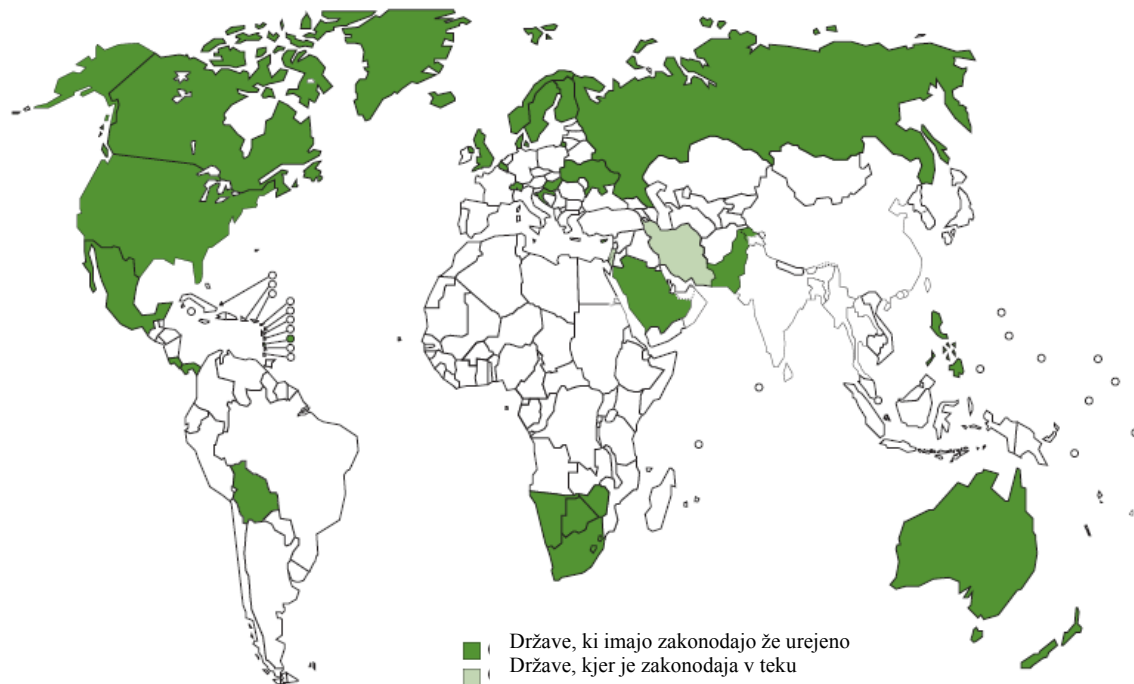 Države, ki imajo zakonodajo že urejeno
Države, kjer je zakonodaja v teku